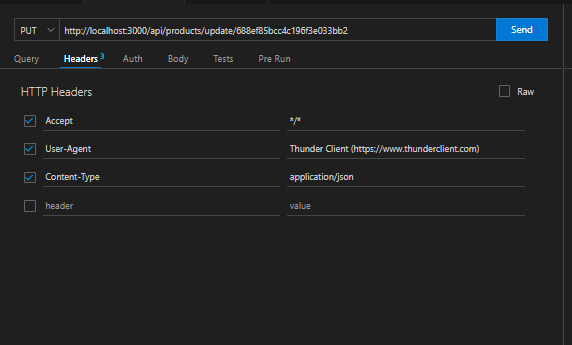 PUT http://localhost:3000/api/products/update/688ef85bcc4c196f3e033bb2 Send
Query Headers 3 Auth Body Tests Pre Run
HTTP Headers Raw
Accept */*
User-Agent Thunder Client (https://www.thunderclient.com)
Content-Type application/json
header value